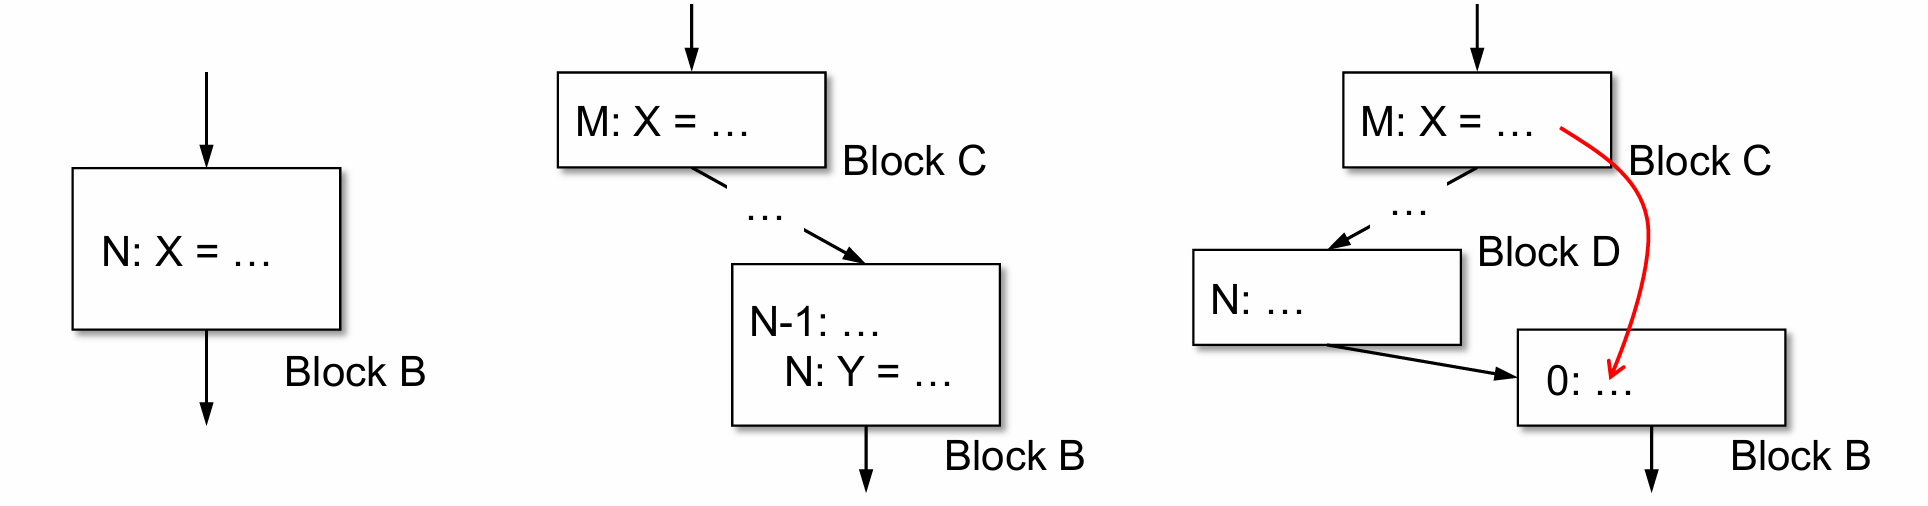 N: X = …
Block B
M: X = …
Block C
…
N-1: …
N: Y = …
Block B
M: X = …
Block C
…
Block D
N: …
0: …
Block B